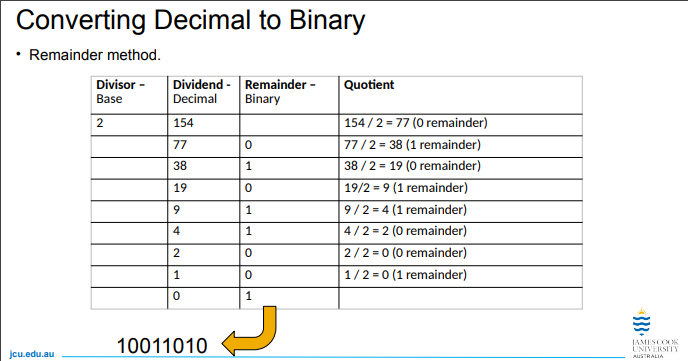 Converting Decimal to Binary
• Remainder method.
Divisor – Base Dividend - Decimal Remainder – Binary Quotient
2 154 154 / 2 = 77 (0 remainder)
77 0 77 / 2 = 38 (1 remainder)
38 1 38 / 2 = 19 (0 remainder)
19 0 19/2 = 9 (1 remainder)
9 1 9 / 2 = 4 (1 remainder)
4 1 4 / 2 = 2 (0 remainder)
2 0 2 / 2 = 0 (0 remainder)
1 0 1 / 2 = 0 (1 remainder)
0 1
10011010
jcu.edu.au
JAMES COOK
UNIVERSITY
AUSTRALIA